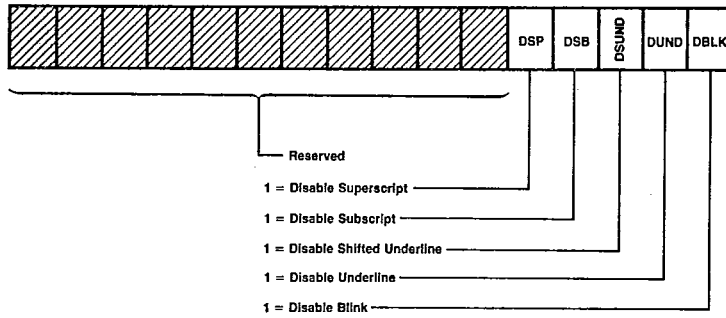 DSP DSB DSUND DUND DBLK
Reserved
1 = Disable Superscript
1 = Disable Subscript
1 = Disable Shifted Underline
1 = Disable Underline
1 = Disable Blink